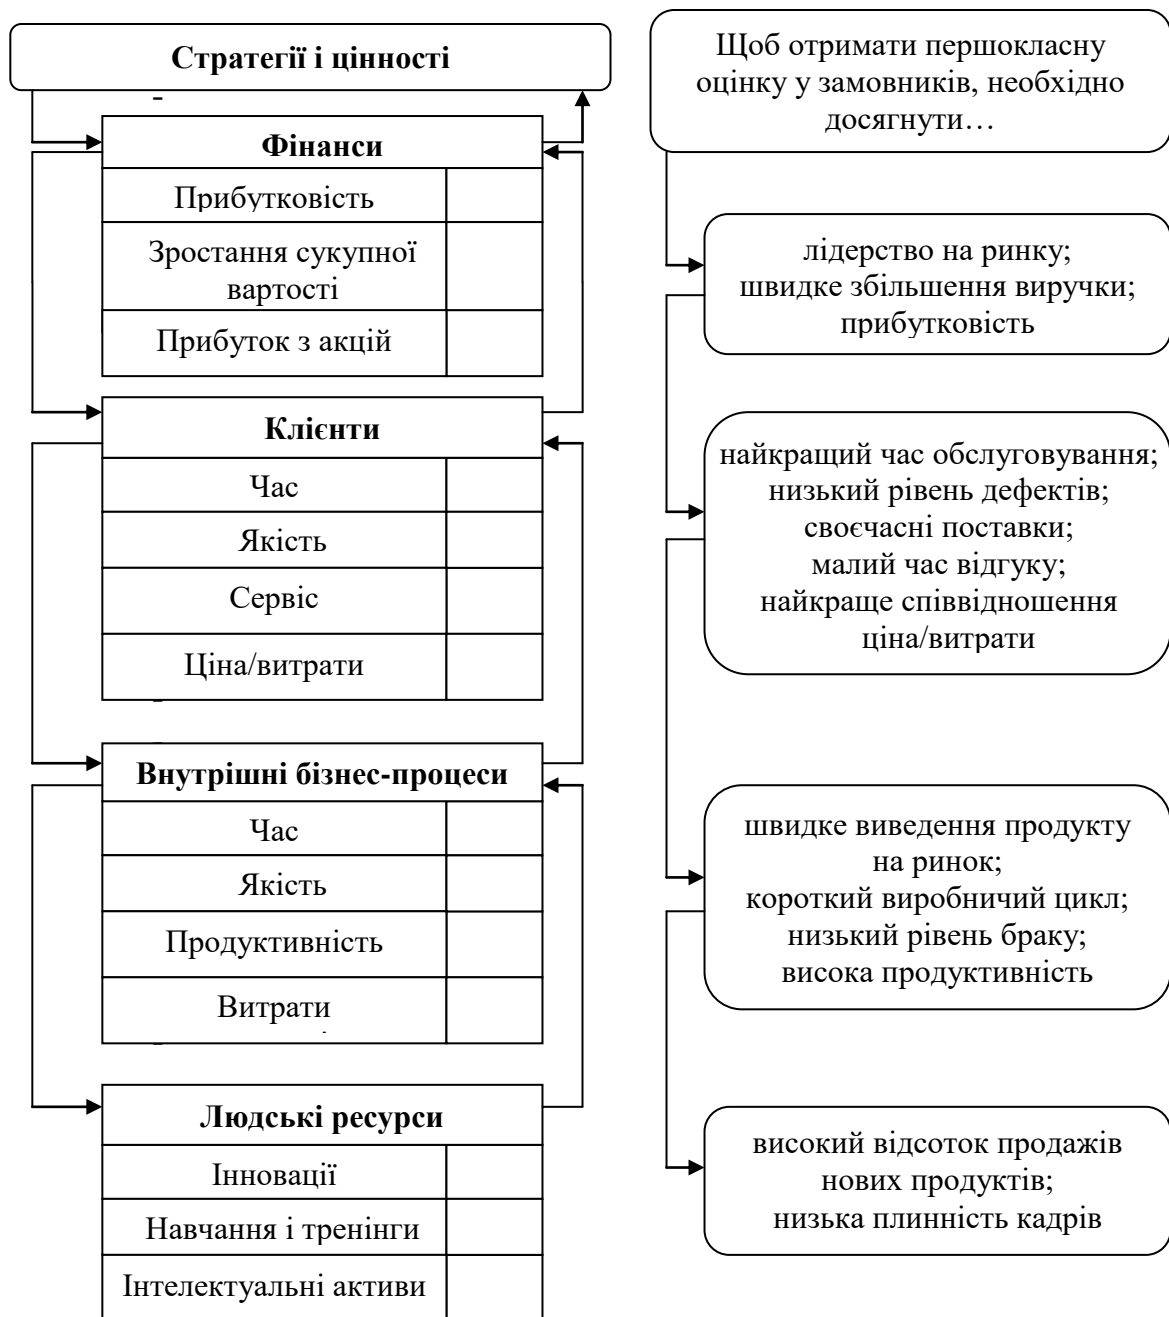 Стратегії і цінності
Фінанси
Прибутковість
Зростання сукупної
вартості
Прибуток з акцій
Клієнти
Час
Якість
Сервіс
Ціна/витрати
Внутрішні бізнес-процеси
Час
Якість
Продуктивність
Витрати
Людські ресурси
Інновації
Навчання і тренінги
Інтелектуальні активи
Щоб отримати першокласну
оцінку у замовників, необхідно
досягнути…
лідерство на ринку;
швидке збільшення виручки;
прибутковість
найкращий час обслуговування;
низький рівень дефектів;
своєчасні поставки;
малий час відгуку;
найкраще співвідношення
ціна/витрати
швидке виведення продукту
на ринок;
короткий виробничий цикл;
низький рівень браку;
висока продуктивність
високий відсоток продажів
нових продуктів;
низька плинність кадрів